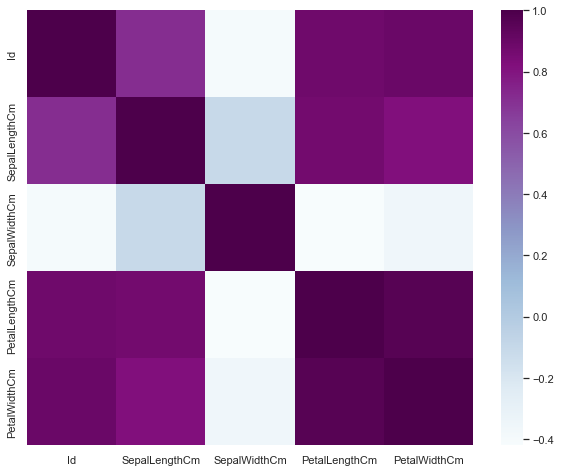 Id
SepalLengthCm
SepalWidthCm
PetalLengthCm
PetalWidthCm
Id
SepalLengthCm
SepalWidthCm
PetalLengthCm
PetalWidthCm
1.0
0.8
0.6
0.4
0.2
0.0
−0.2
−0.4